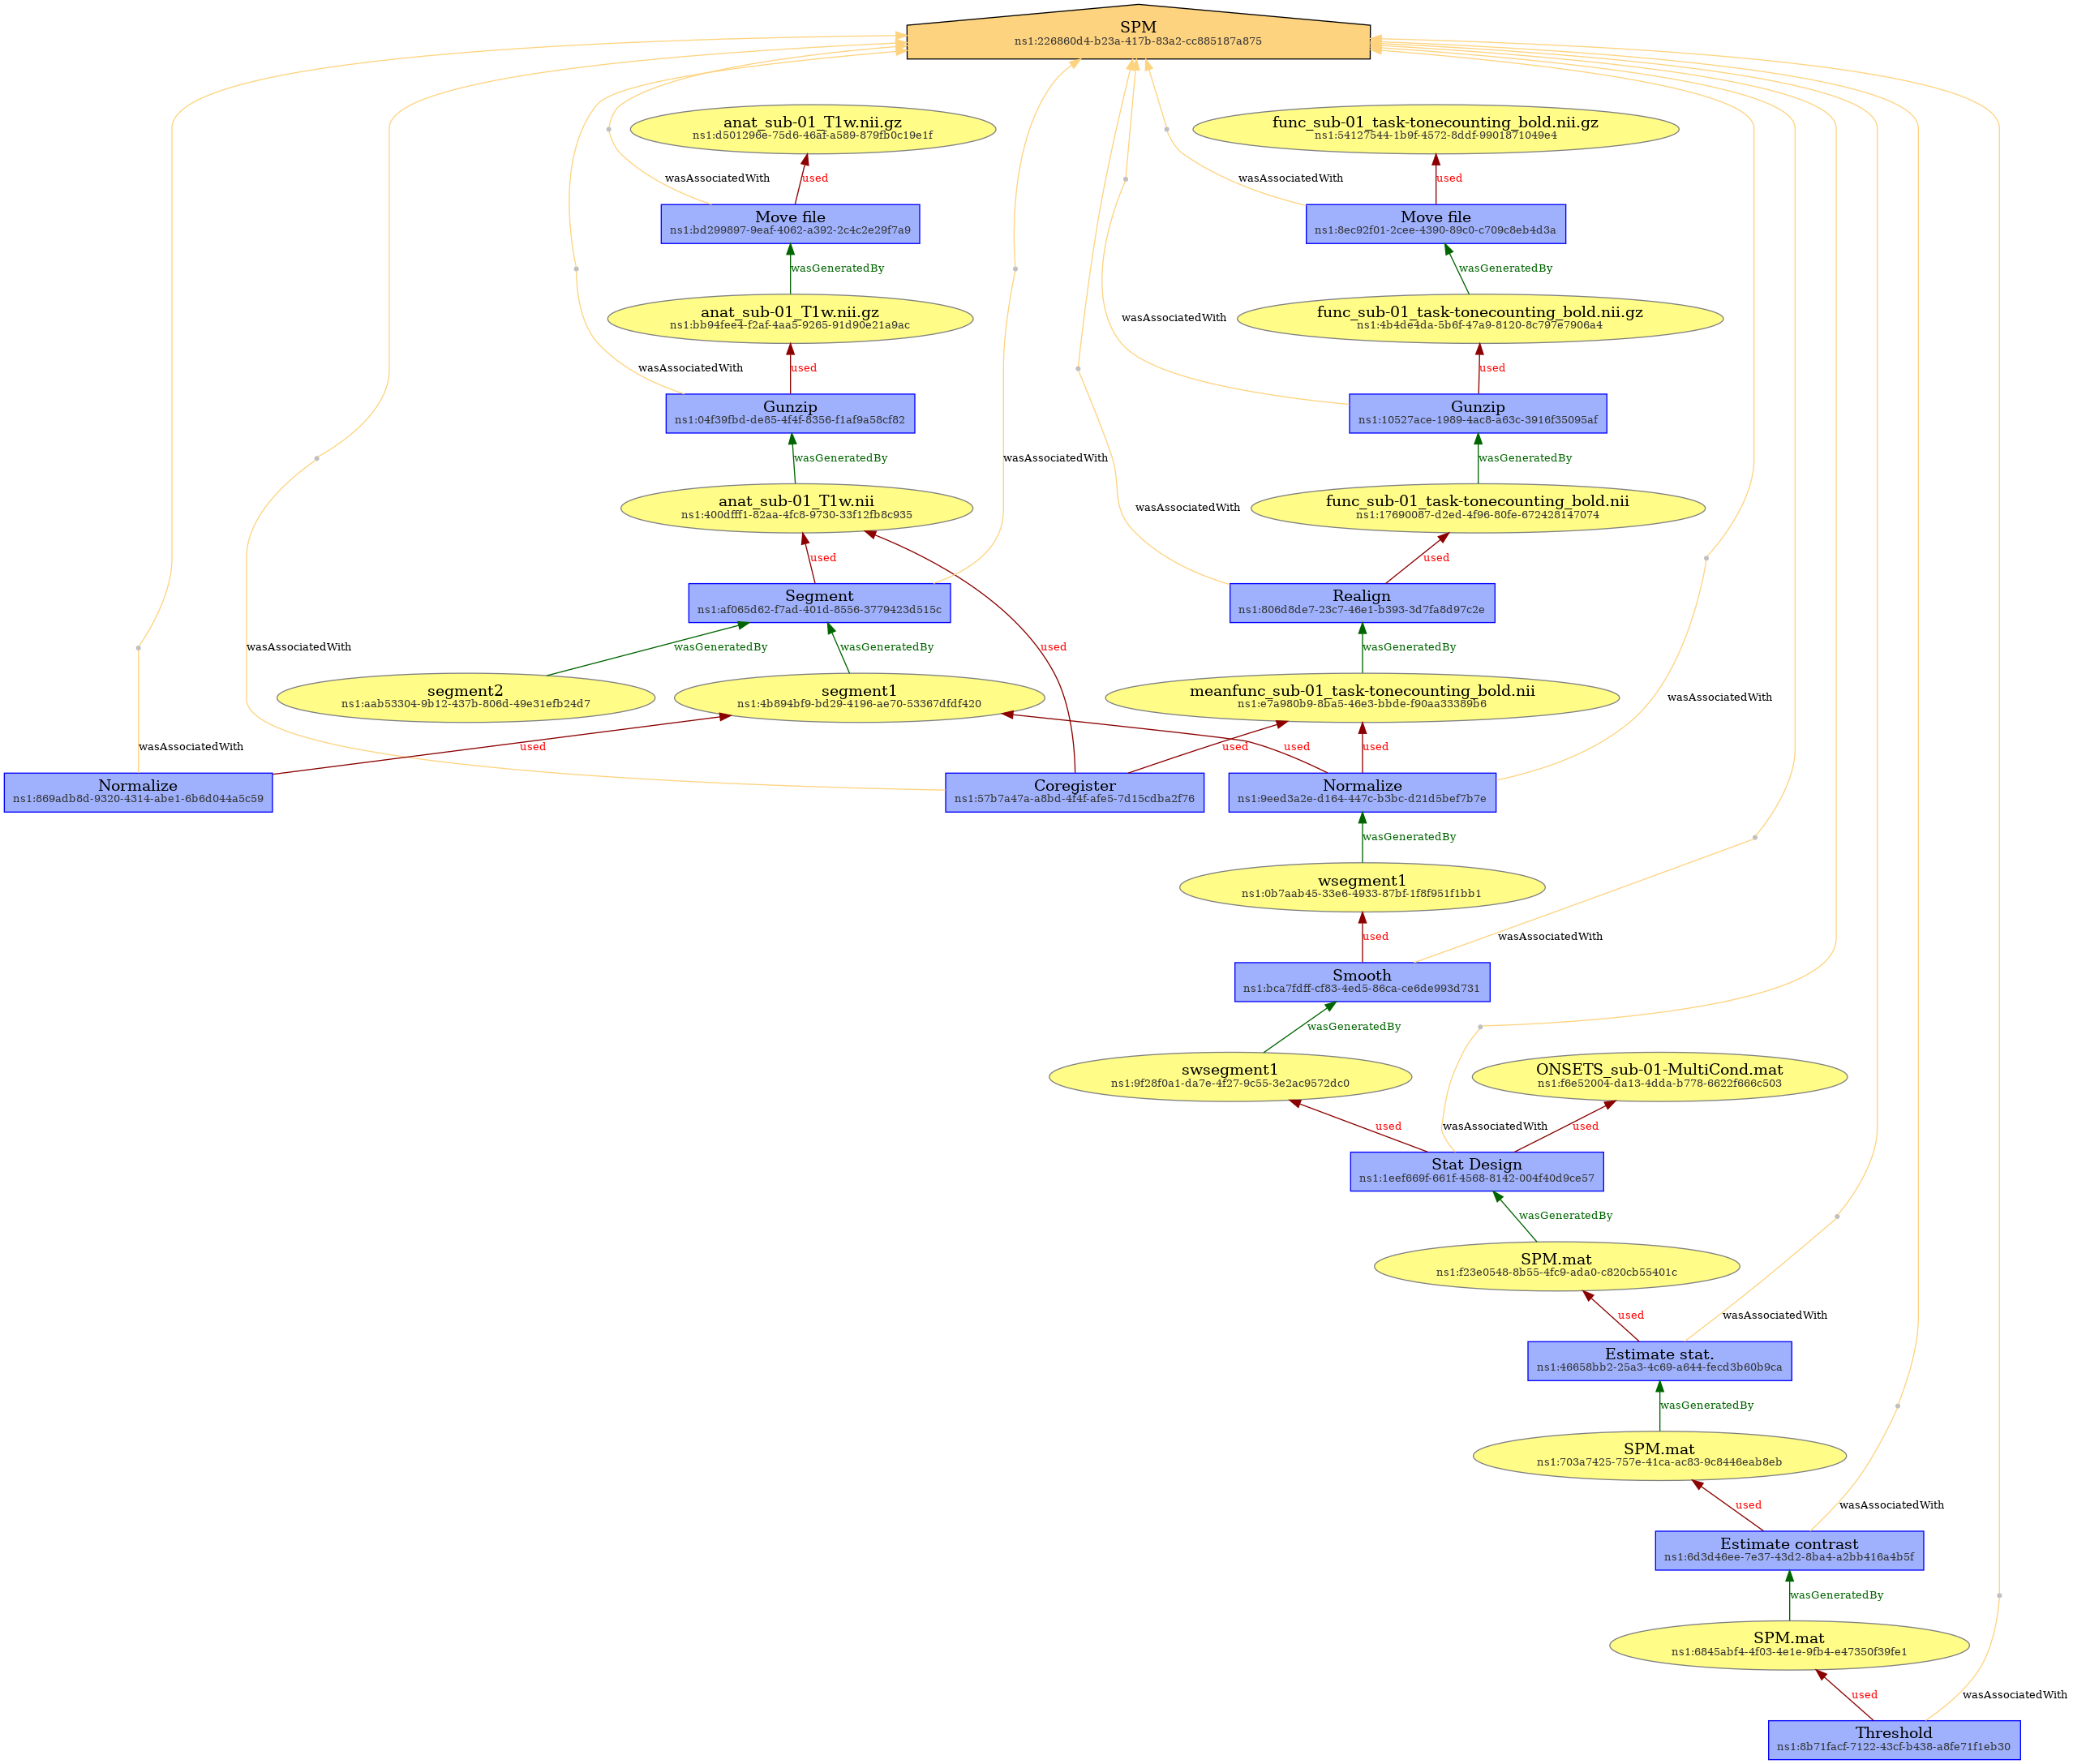 SPM
ns1:226860d4-b23a-417b-83a2-cc885187a875
anat_sub-01_T1w.nii.gz
ns1:d501296e-75d6-46af-a589-879fb0c19e1f
func_sub-01_task-tonecounting_bold.nii.gz
ns1:54127544-1b9f-4572-8ddf-9901871049e4
wasAssociatedWith
used
wasAssociatedWith
used
Move file
ns1:bd299897-9eaf-4062-a392-2c4c2e29f7a9
Move file
ns1:8ec92f01-2cee-4390-89c0-c709c8eb4d3a
wasGeneratedBy
wasGeneratedBy
anat_sub-01_T1w.nii.gz
ns1:bb94fee4-f2af-4aa5-9265-91d90e21a9ac
wasAssociatedWith
func_sub-01_task-tonecounting_bold.nii.gz
ns1:4b4de4da-5b6f-47a9-8120-8c797e7906a4
wasAssociatedWith
used
used
Gunzip
ns1:04f39fbd-de85-4f4f-8356-f1af9a58cf82
Gunzip
ns1:10527ace-1989-4ac8-a63c-3916f35095af
wasGeneratedBy
wasAssociatedWith
wasGeneratedBy
anat_sub-01_T1w.nii
ns1:400dfff1-82aa-4fc8-9730-33f12fb8c935
wasAssociatedWith
func_sub-01_task-tonecounting_bold.nii
ns1:17690087-d2ed-4f96-80fe-672428147074
used
used
Segment
ns1:af065d62-f7ad-401d-8556-3779423d515c
Realign
ns1:806d8de7-23c7-46e1-b393-3d7fa8d97c2e
wasAssociatedWith
wasGeneratedBy
wasGeneratedBy
used
wasGeneratedBy
segment2
ns1:aab53304-9b12-437b-806d-49e31efb24d7
segment1
ns1:4b894bf9-bd29-4196-ae70-53367dfdf420
meanfunc_sub-01_task-tonecounting_bold.nii
ns1:e7a980b9-8ba5-46e3-bbde-f90aa33389b6
wasAssociatedWith
wasAssociatedWith
used
used
used
used
Normalize
ns1:869adb8d-9320-4314-abe1-6b6d044a5c59
Coregister
ns1:57b7a47a-a8bd-4f4f-afe5-7d15cdba2f76
Normalize
ns1:9eed3a2e-d164-447c-b3bc-d21d5bef7b7e
wasGeneratedBy
wsegment1
ns1:0b7aab45-33e6-4933-87bf-1f8f951f1bb1
used
wasAssociatedWith
Smooth
ns1:bca7fdff-cf83-4ed5-86ca-ce6de993d731
wasGeneratedBy
swsegment1
ns1:9f28f0a1-da7e-4f27-9c55-3e2ac9572dc0
ONSETS_sub-01-MultiCond.mat
ns1:f6e52004-da13-4dda-b778-6622f666c503
used
wasAssociatedWith
used
Stat Design
ns1:1eef669f-661f-4568-8142-004f40d9ce57
wasGeneratedBy
SPM.mat
ns1:f23e0548-8b55-4fc9-ada0-c820cb55401c
used
wasAssociatedWith
Estimate stat.
ns1:46658bb2-25a3-4c69-a644-fecd3b60b9ca
wasGeneratedBy
SPM.mat
ns1:703a7425-757e-41ca-ac83-9c8446eab8eb
used
wasAssociatedWith
Estimate contrast
ns1:6d3d46ee-7e37-43d2-8ba4-a2bb416a4b5f
wasGeneratedBy
SPM.mat
ns1:6845abf4-4f03-4e1e-9fb4-e47350f39fe1
used
wasAssociatedWith
Threshold
ns1:8b71facf-7122-43cf-b438-a8fe71f1eb30